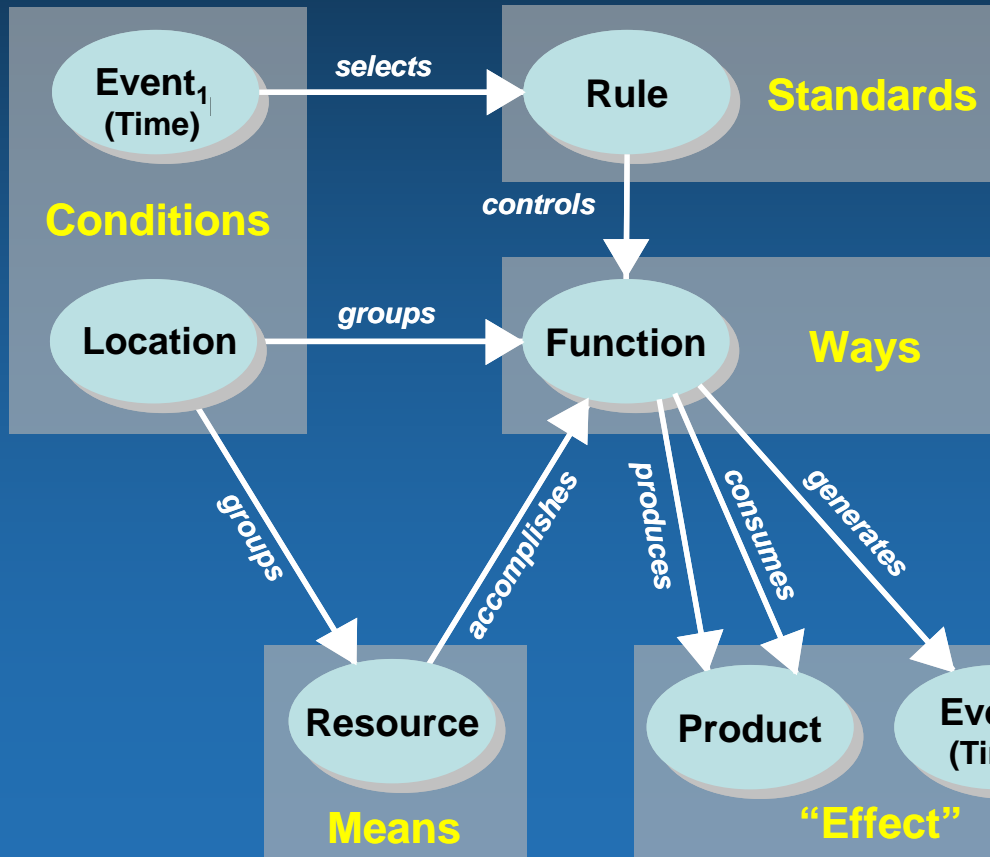 Event1
(Time)
selects
Rule
Standards
controls
Conditions
Location
groups
Function
Ways
groups
accomplishes
produces
consumes
generates
Resource
Product
Means
“Effect”